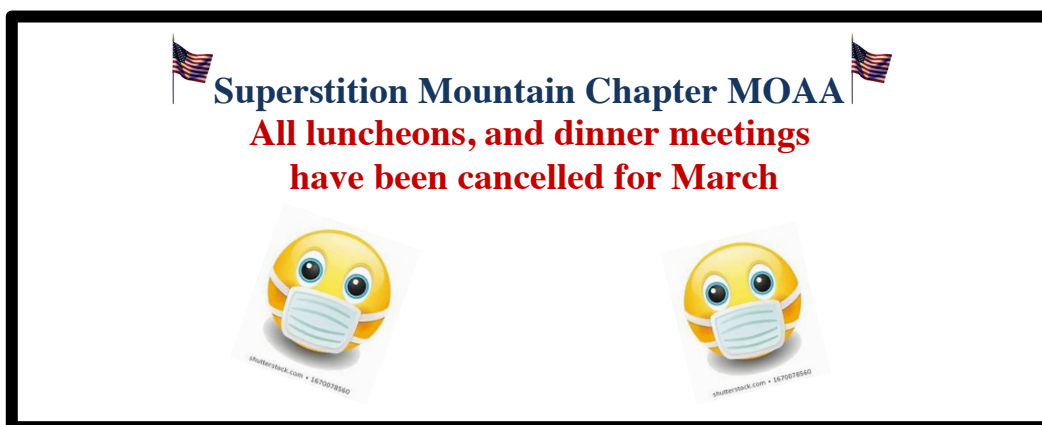 Superstition Mountain Chapter MOAA
All luncheons, and dinner meetings
have been cancelled for March
shutterstock.com • 1670078560
shutterstock.com • 1670078560